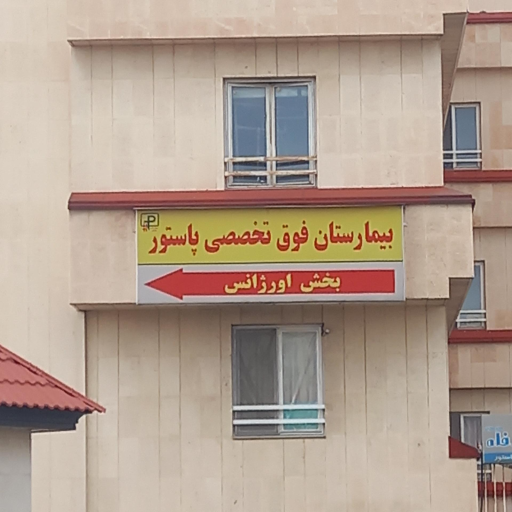 بیمارستان فوق تخصصی پاستور
بخش اورژانس
P